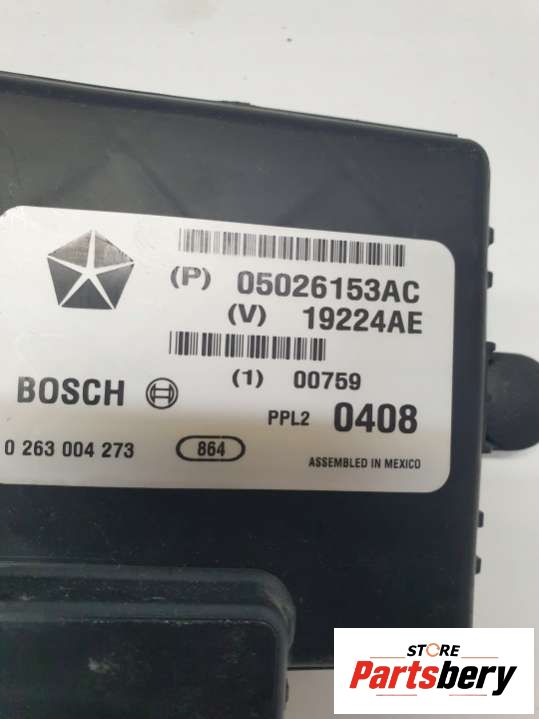 (P) 05026153AC
(V) 19224AE
(1) 00759
BOSCH
PPL2 0408
0 263 004 273 864
ASSEMBLED IN MEXICO
STORE
Partsbery